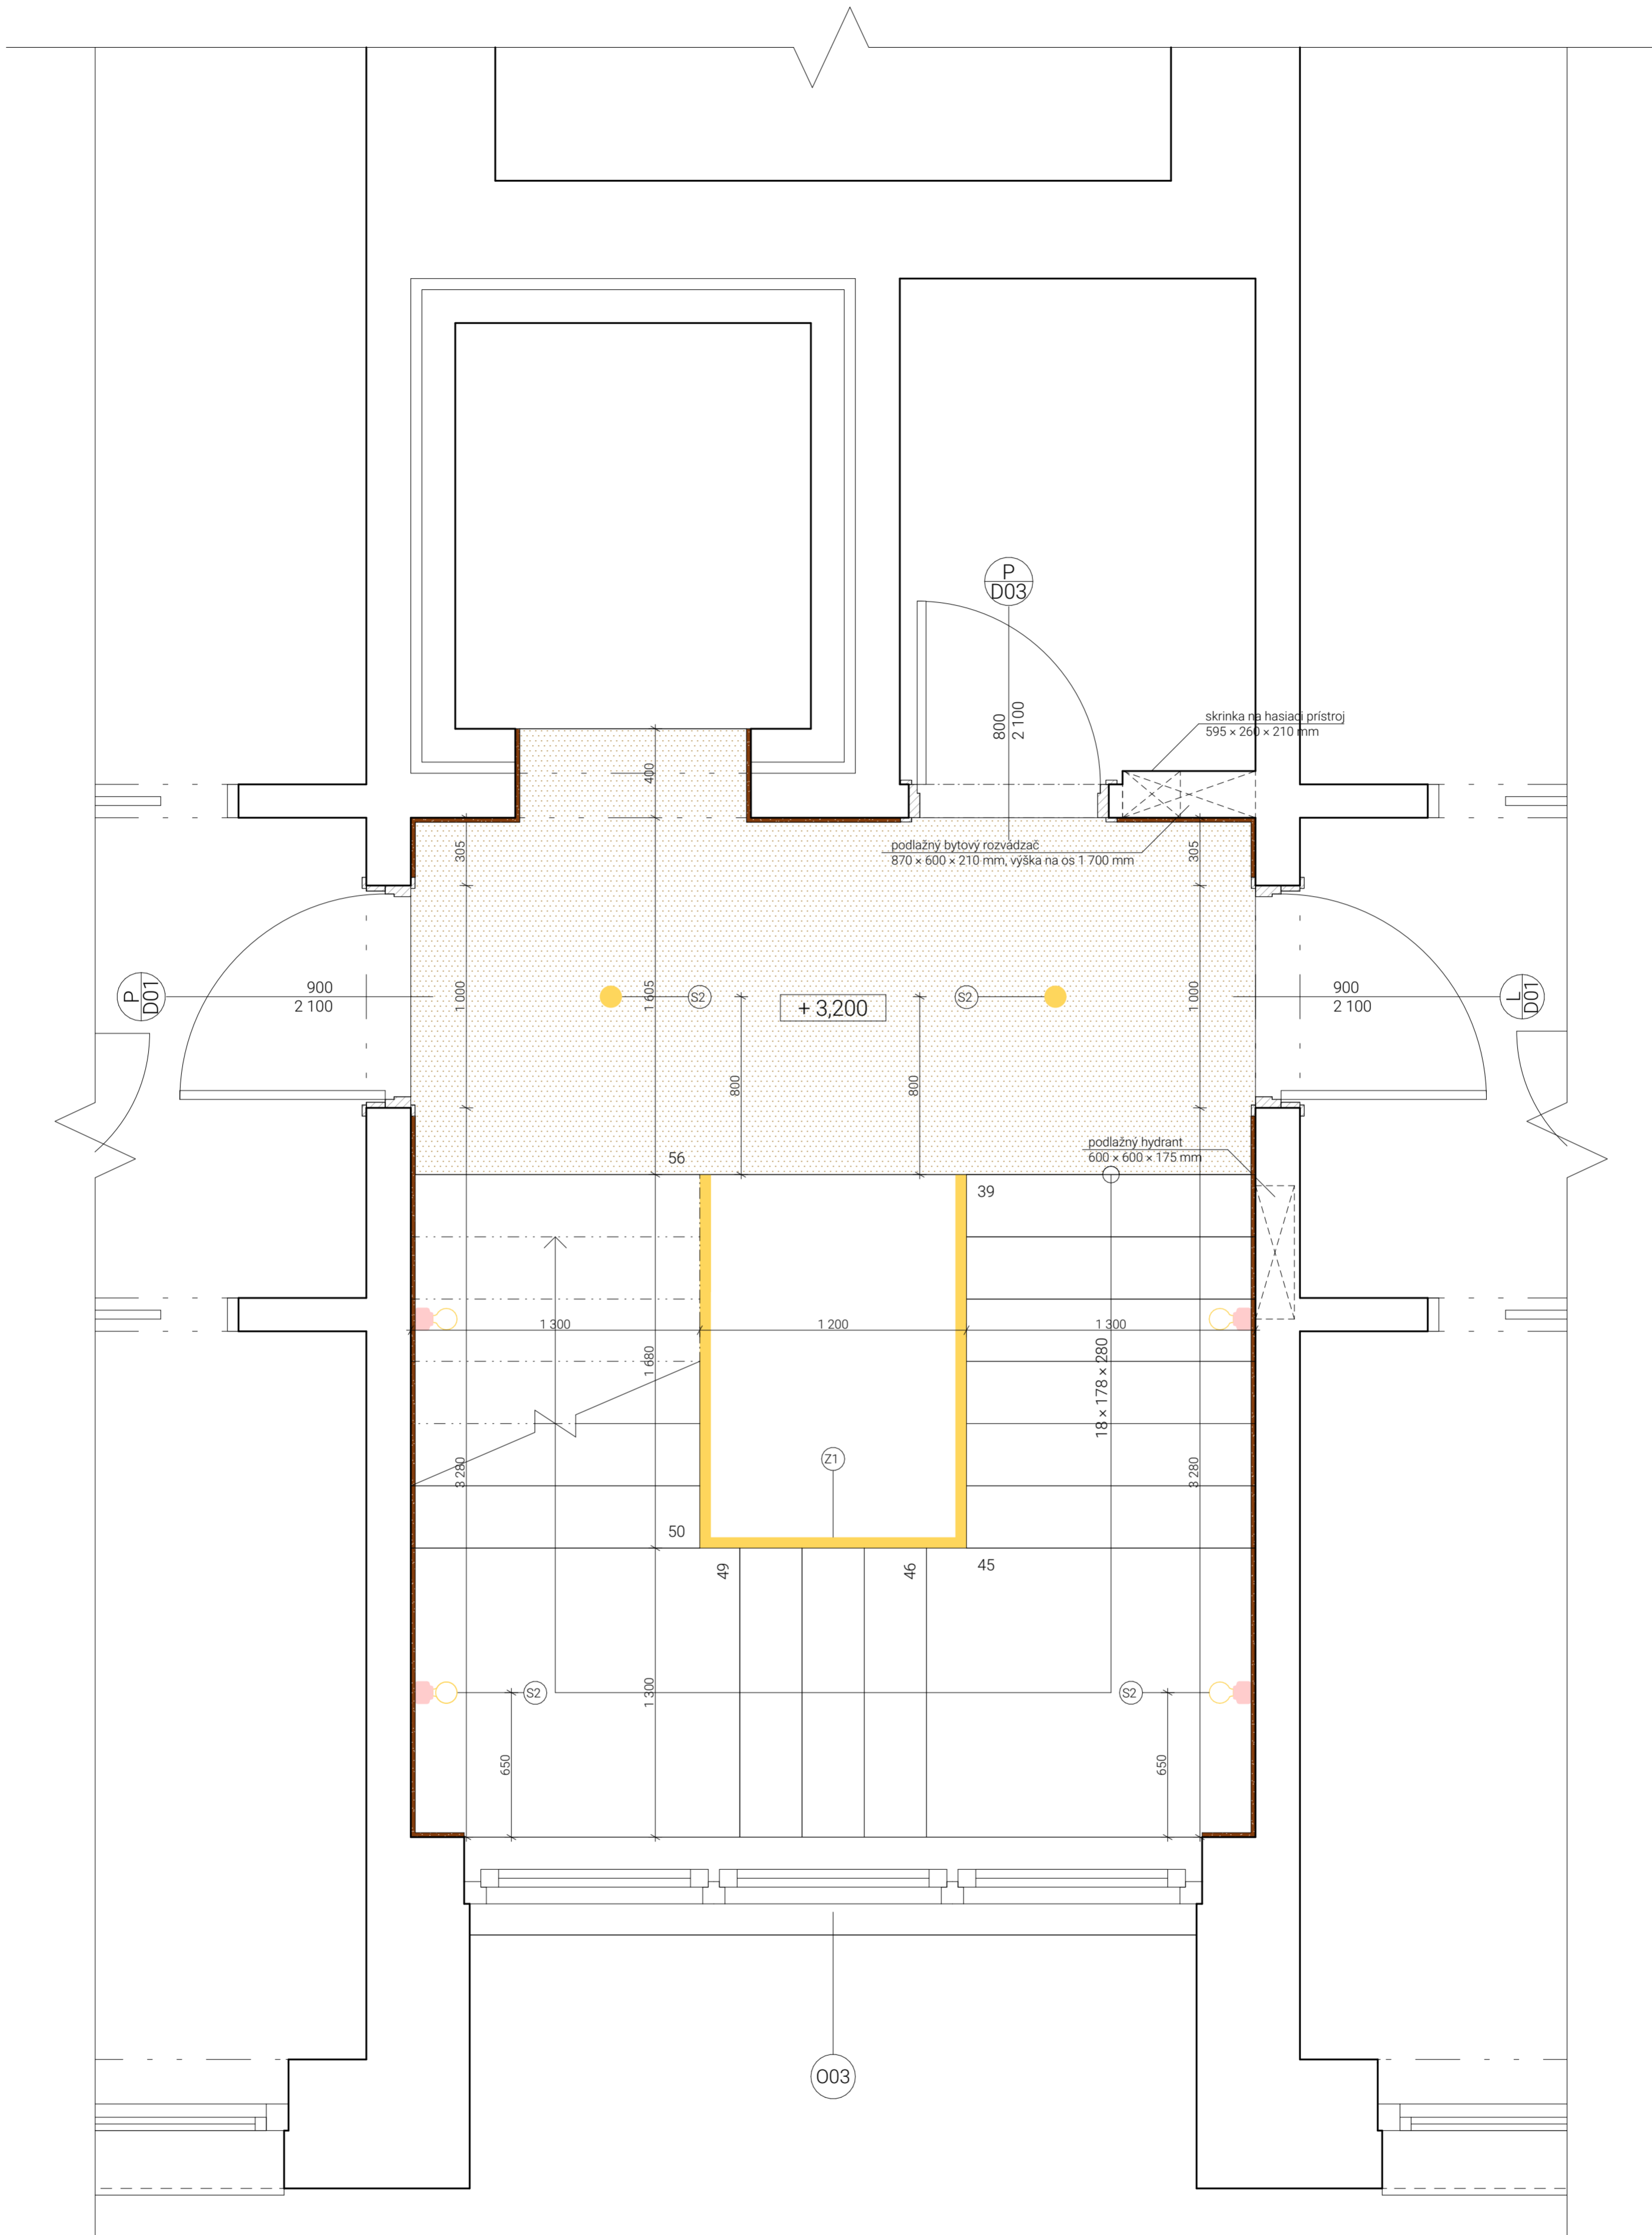 P
D03
800
2 100
skrinka na hasiaci prístroj
595 × 260 × 210 mm
400
podlažný bytový rozvádzač
870 × 600 × 210 mm, výška na os 1 700 mm
305
305
P
D01
900
2 100
1 000
1 605
S2
+ 3,200
S2
1 000
900
2 100
L
D01
800
800
podlažný hydrant
600 × 600 × 175 mm
56
39
1 300
1 200
1 300
1 680
18 × 178 × 280
Z1
3 280
3 280
50
49
46
45
S2
1 300
S2
650
650
O03